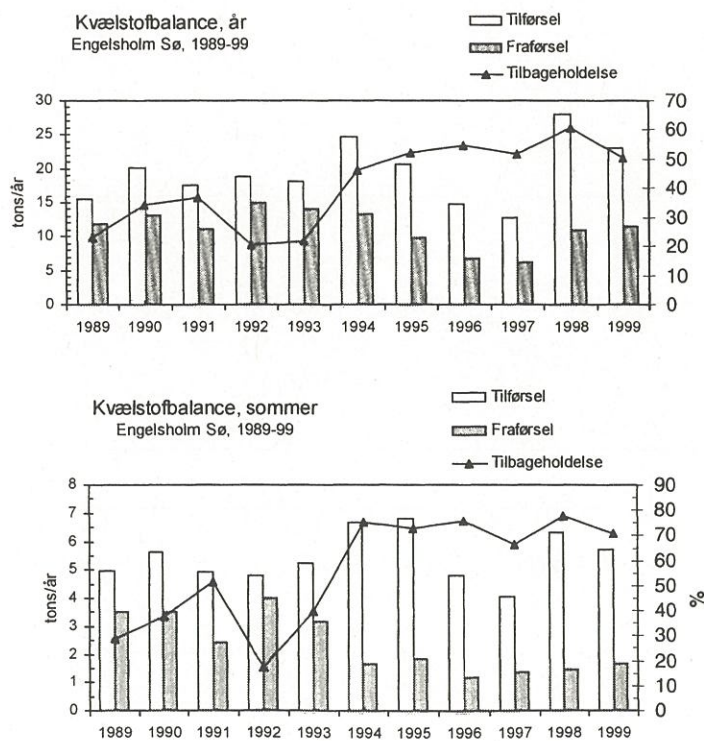 Kvælstofbalance, år
Engelsholm Sø, 1989-99
Tilførsel
Fraførsel
Tilbageholdelse
30
25
20
15
10
5
0
tons/år
70
60
50
40
30
20
10
0
1989 1990 1991 1992 1993 1994 1995 1996 1997 1998 1999
Kvælstofbalance, sommer
Engelsholm Sø, 1989-99
Tilførsel
Fraførsel
Tilbageholdelse
8
7
6
5
4
3
2
1
0
tons/år
90
80
70
60
50
40
30
20
10
0
%
1989 1990 1991 1992 1993 1994 1995 1996 1997 1998 1999